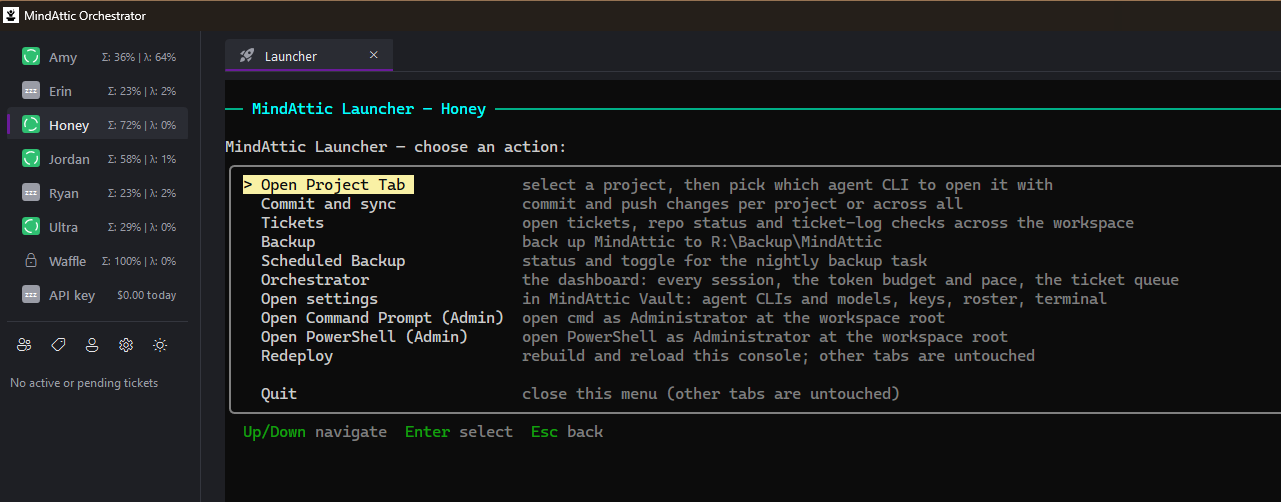 MindAttic Orchestrator
Amy Σ: 36% | λ: 64%
zzz Erin Σ: 23% | λ: 2%
Honey Σ: 72% | λ: 0%
Jordan Σ: 58% | λ: 1%
zzz Ryan Σ: 23% | λ: 2%
Ultra Σ: 29% | λ: 0%
Waffle Σ: 100% | λ: 0%
zzz API key $0.00 today
No active or pending tickets
Launcher ×
MindAttic Launcher — Honey
MindAttic Launcher — choose an action:
> Open Project Tab select a project, then pick which agent CLI to open it with
Commit and sync commit and push changes per project or across all
Tickets open tickets, repo status and ticket-log checks across the workspace
Backup back up MindAttic to R:\Backup\MindAttic
Scheduled Backup status and toggle for the nightly backup task
Orchestrator the dashboard: every session, the token budget and pace, the ticket queue
Open settings in MindAttic Vault: agent CLIs and models, keys, roster, terminal
Open Command Prompt (Admin) open cmd as Administrator at the workspace root
Open PowerShell (Admin) open PowerShell as Administrator at the workspace root
Redeploy rebuild and reload this console; other tabs are untouched
Quit close this menu (other tabs are untouched)
Up/Down navigate Enter select Esc back